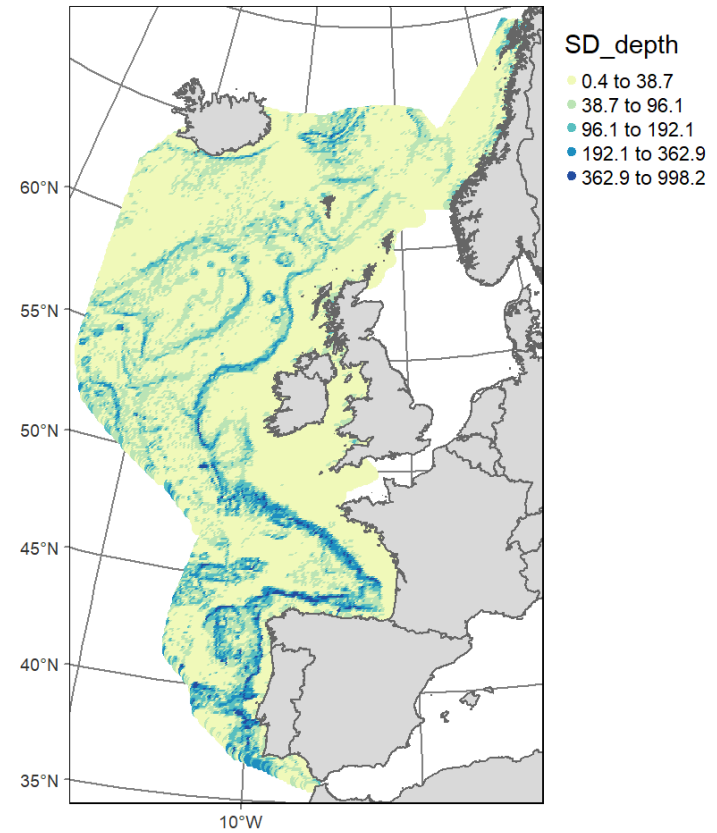 SD_depth
0.4 to 38.7
38.7 to 96.1
96.1 to 192.1
192.1 to 362.9
362.9 to 998.2
60°N
55°N
50°N
45°N
40°N
35°N
10°W